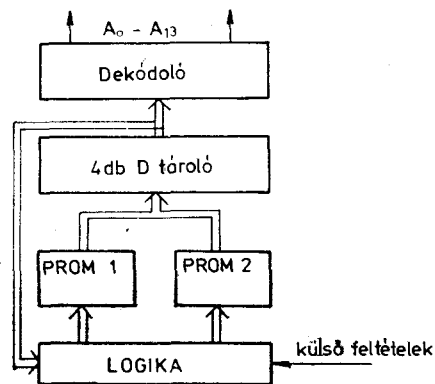 A₀ - A₁₃
Dekódoló
4db D tároló
PROM 1
PROM 2
külső feltételek
LOGIKA